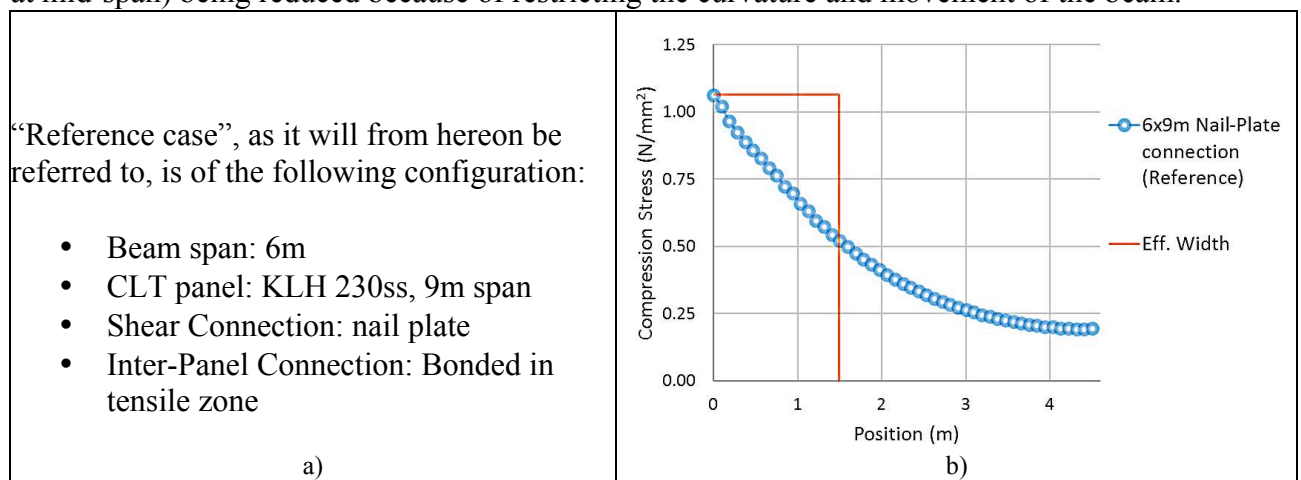 at mid-span) being reduced because of restricting the curvature and movement of the beam.
“Reference case”, as it will from hereon be
referred to, is of the following configuration:
• Beam span: 6m
• CLT panel: KLH 230ss, 9m span
• Shear Connection: nail plate
• Inter-Panel Connection: Bonded in
tensile zone
a)
Compression Stress (N/mm²)
1.25
1.00
0.75
0.50
0.25
0.00
0 1 2 3 4
Position (m)
6x9m Nail-Plate
connection
(Reference)
Eff. Width
b)